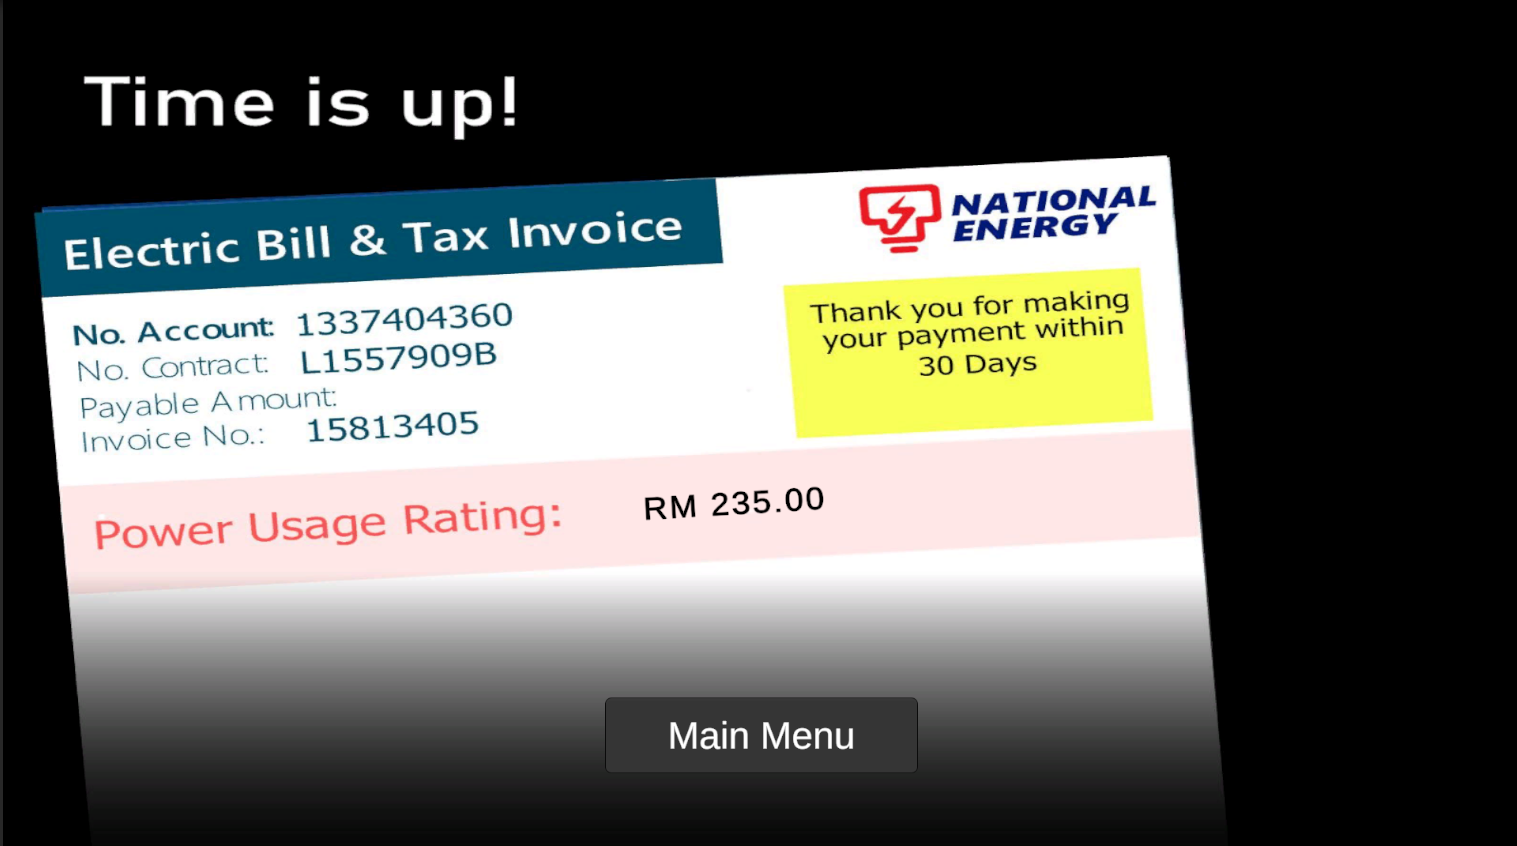 Time is up!
Electric Bill & Tax Invoice
NATIONAL
ENERGY
No. Account: 1337404360
No. Contract: L1557909B
Payable Amount:
Invoice No.: 15813405
Thank you for making
your payment within
30 Days
Power Usage Rating: RM 235.00
Main Menu